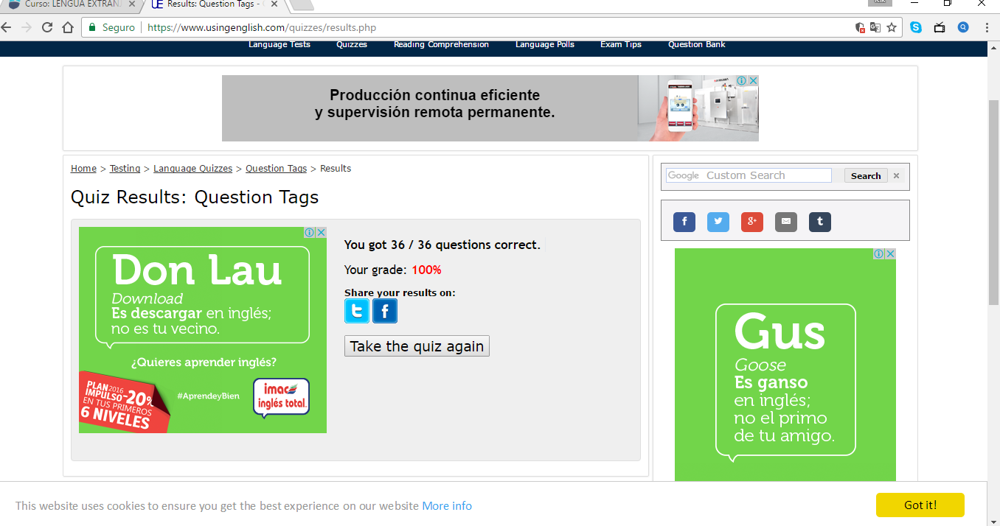 Curso: LENGUA EXTRAN
Results: Question Tags -
Seguro
https://www.usingenglish.com/quizzes/results.php
Language Tests Quizzes Reading Comprehension Language Polls Exam Tips Question Bank
Producción continua eficiente
y supervisión remota permanente.
Home > Testing > Language Quizzes > Question Tags > Results
Quiz Results: Question Tags
Don Lau
Download
Es descargar en inglés;
no es tu vecino.
¿Quieres aprender inglés?
PLAN 2016
IMPULSO -20%
EN TUS PRIMEROS
6 NIVELES
#AprendeyBien
imac
inglés total.
You got 36 / 36 questions correct.
Your grade: 100%
Share your results on:
Take the quiz again
Google Custom Search
Search
Gus
Goose
Es ganso
en inglés;
no el primo
de tu amigo.
This website uses cookies to ensure you get the best experience on our website More info
Got it!